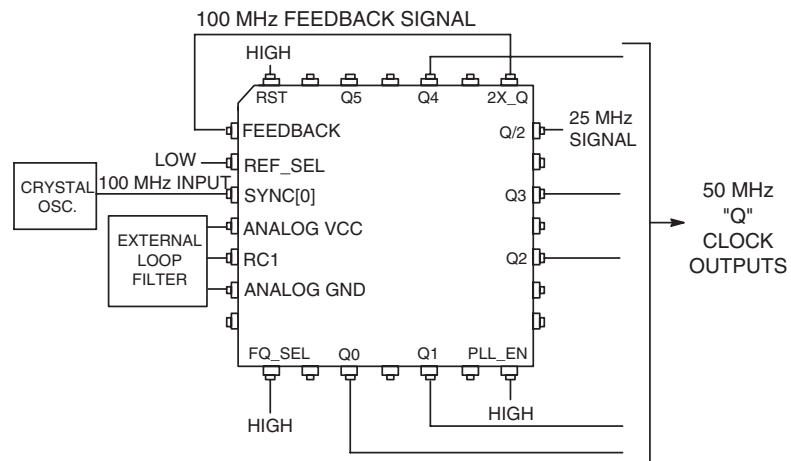 100 MHz FEEDBACK SIGNAL
HIGH
RST
Q5
Q4
2X_Q
FEEDBACK
Q/2
25 MHz
SIGNAL
LOW
REF_SEL
CRYSTAL
OSC.
100 MHz INPUT
SYNC[0]
Q3
50 MHz
"Q"
CLOCK
OUTPUTS
EXTERNAL
LOOP
FILTER
ANALOG VCC
RC1
Q2
ANALOG GND
FQ_SEL
Q0
Q1
PLL_EN
HIGH
HIGH